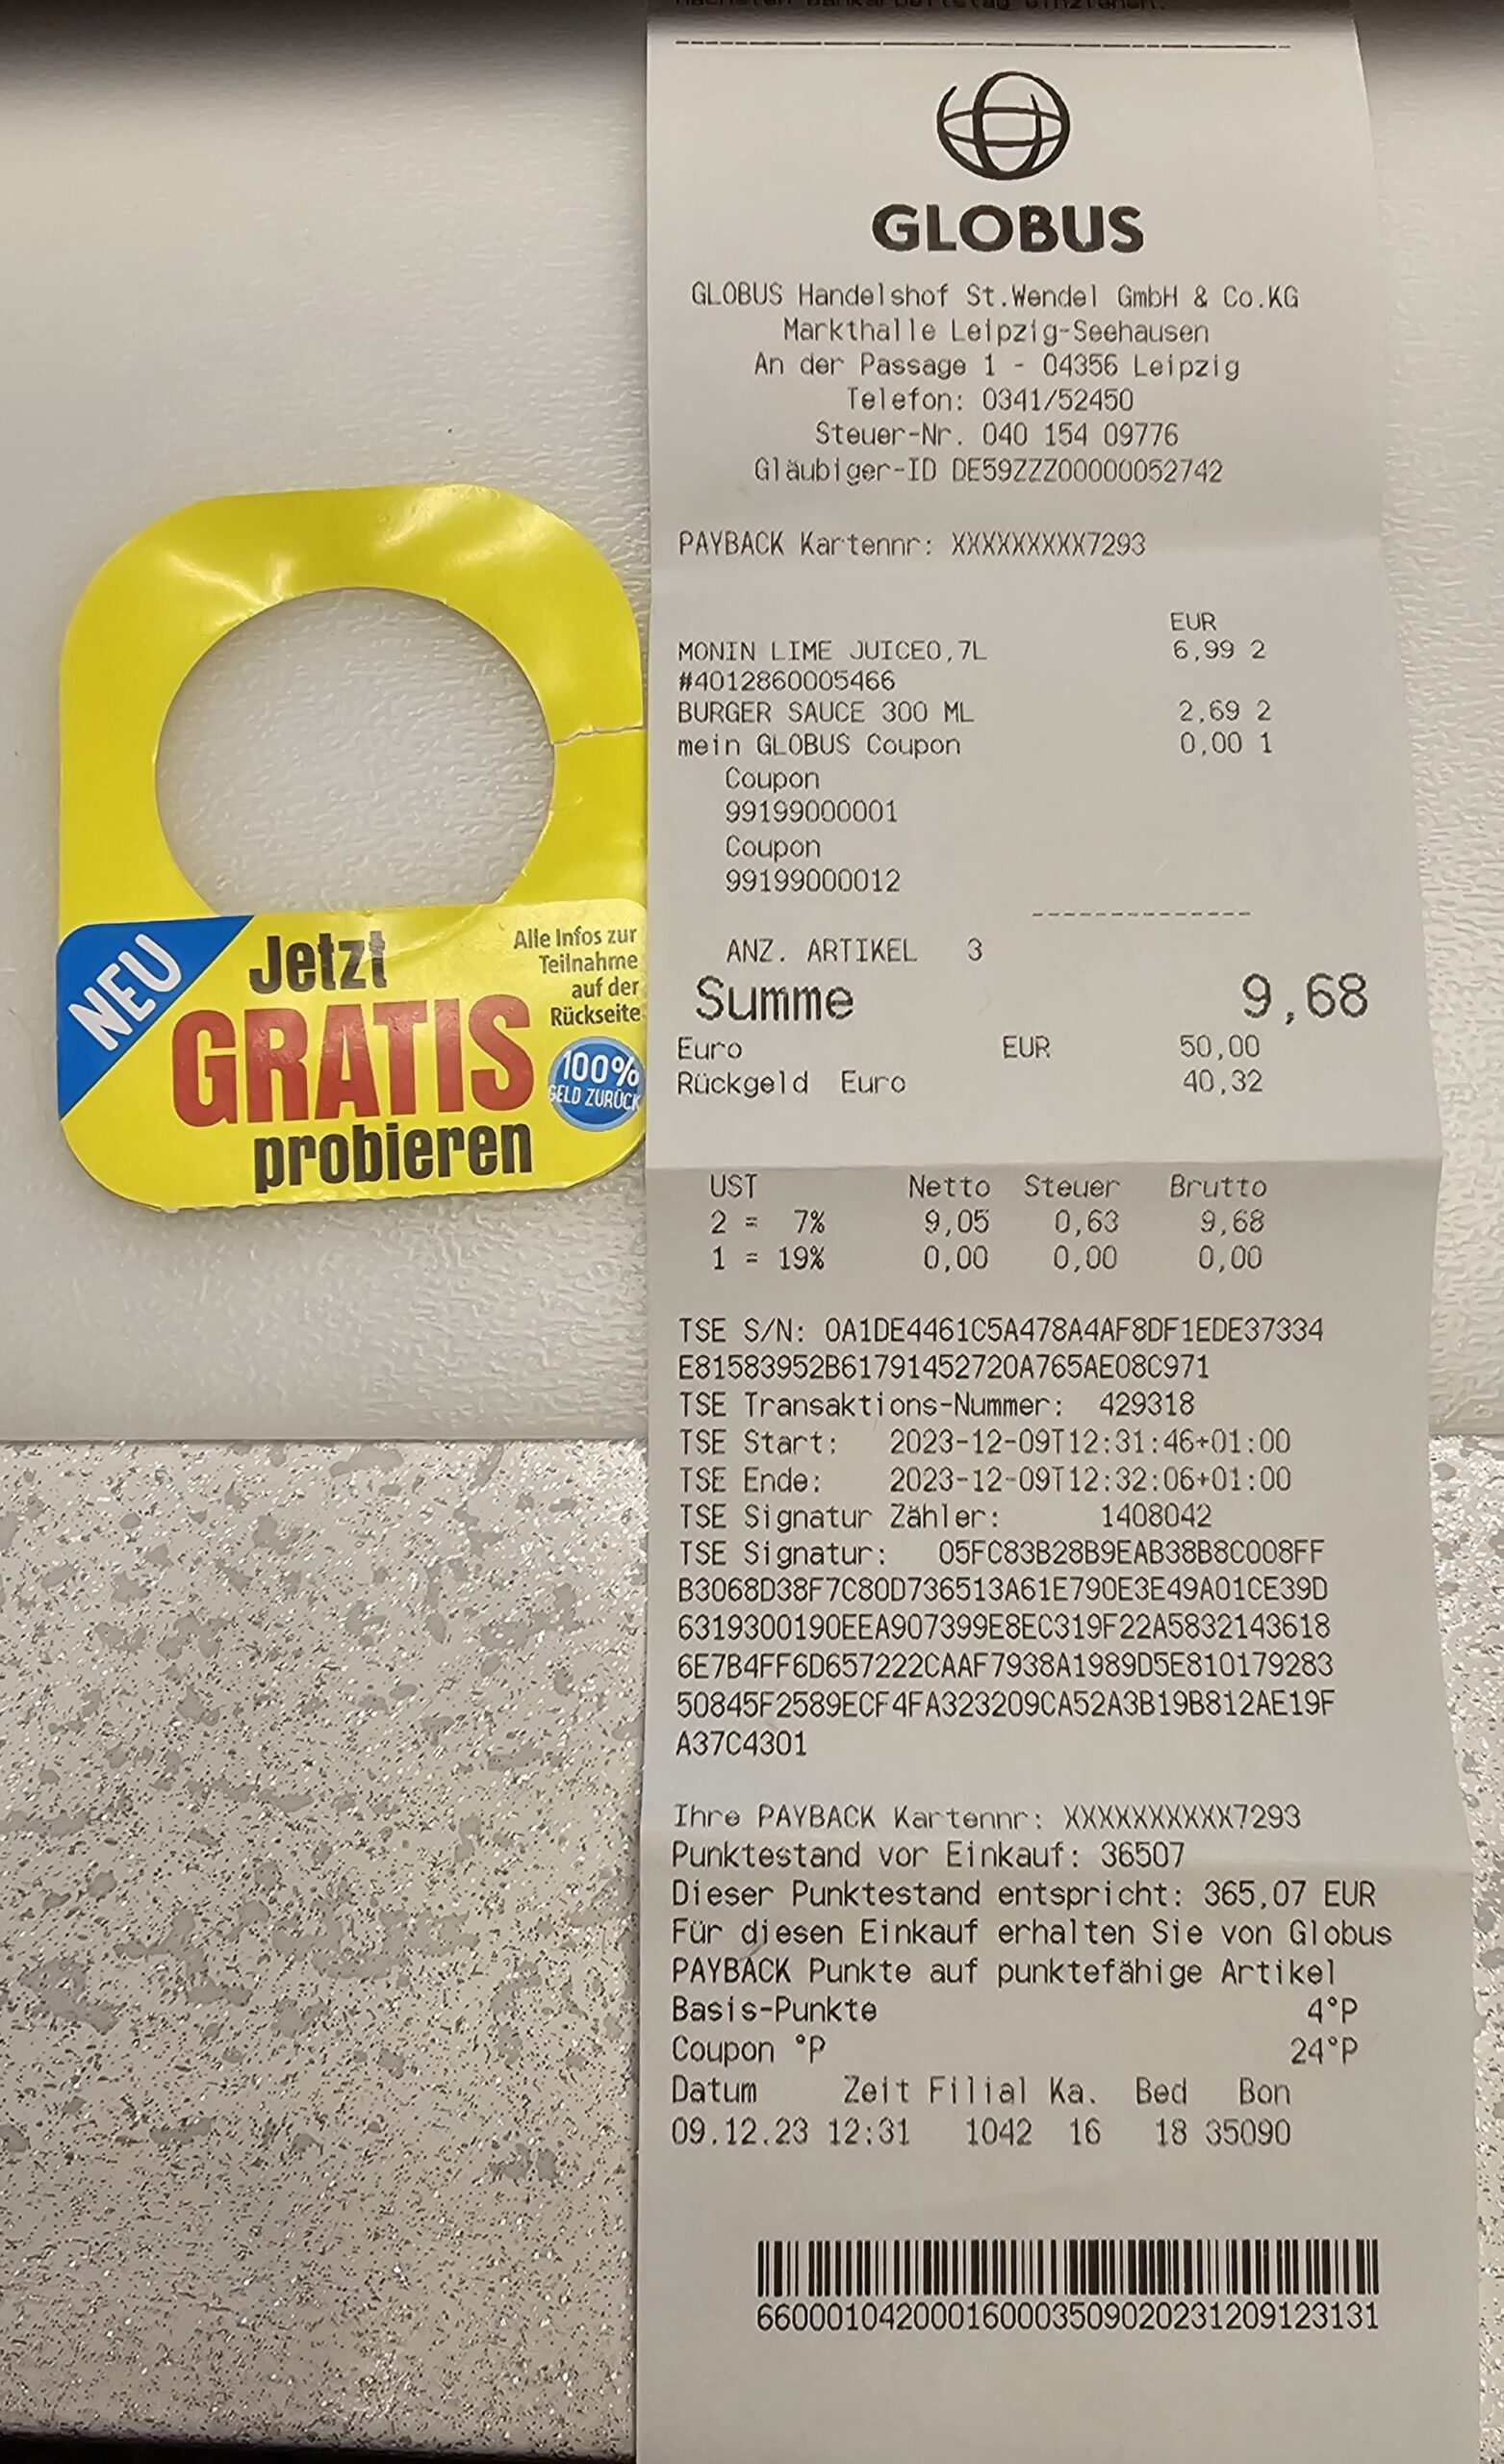 GLOBUS
GLOBUS Handelshof St.Wendel GmbH & Co.KG
Markthalle Leipzig-Seehausen
An der Passage 1 - 04356 Leipzig
Telefon: 0341/52450
Steuer-Nr. 040 154 09776
Gläubiger-ID DE59ZZZ00000052742
PAYBACK Kartennr: XXXXXXXXX7293
EUR
MONIN LIME JUICE0,7L 6,99 2
#4012860005466
BURGER SAUCE 300 ML 2,69 2
mein GLOBUS Coupon 0,00 1
Coupon
99199000001
Coupon
99199000012
ANZ. ARTIKEL 3
Summe 9,68
Euro EUR 50,00
Rückgeld Euro 40,32
UST Netto Steuer Brutto
2 = 7% 9,05 0,63 9,68
1 = 19% 0,00 0,00 0,00
TSE S/N: 0A1DE4461C5A478A4AF8DF1EDE37334
E81583952B61791452720A765AE08C971
TSE Transaktions-Nummer: 429318
TSE Start: 2023-12-09T12:31:46+01:00
TSE Ende: 2023-12-09T12:32:06+01:00
TSE Signatur Zähler: 1408042
TSE Signatur: 05FC83B28B9EAB38B8C008FF
B3068D38F7C80D736513A61E790E3E49A01CE39D
6319300190EEA907399E8EC319F22A5832143618
6E7B4FF6D657222CAAF7938A1989D5E810179283
50845F2589ECF4FA323209CA52A3B19B812AE19F
A37C4301
Ihre PAYBACK Kartennr: XXXXXXXXXX7293
Punktestand vor Einkauf: 36507
Dieser Punktestand entspricht: 365,07 EUR
Für diesen Einkauf erhalten Sie von Globus
PAYBACK Punkte auf punktefähige Artikel
Basis-Punkte 4°P
Coupon °P 24°P
Datum Zeit Filial Ka. Bed Bon
09.12.23 12:31 1042 16 18 35090
660001042000160003509020231209123131
NEU
Jetzt
GRATIS
probieren
Alle Infos zur
Teilnahme
auf der
Rückseite
100%
GELD ZURÜCK